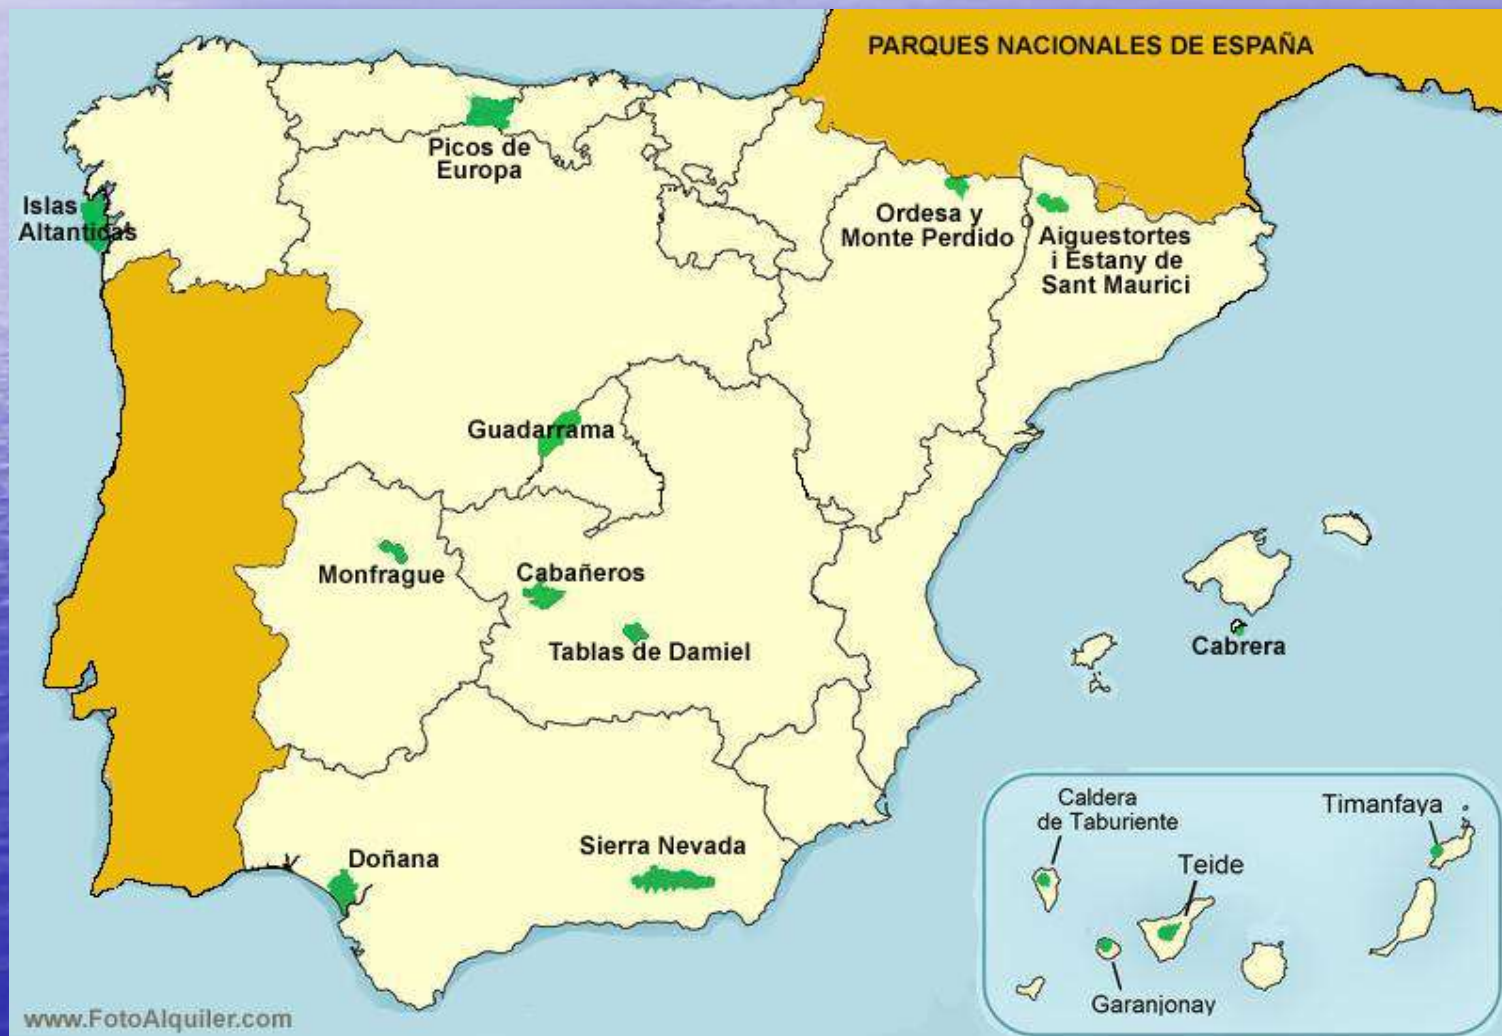 PARQUES NACIONALES DE ESPAÑA
Picos de
Europa
Islas
Altanticas
Ordesa y
Monte Perdido
Aiguestortes
i Estany de
Sant Maurici
Guadarrama
Monfrague
Cabañeros
Tablas de Damiel
Cabrera
Doñana
Sierra Nevada
Caldera
de Taburiente
Timanfaya
Teide
Garanjonay
www.FotoAlquiler.com